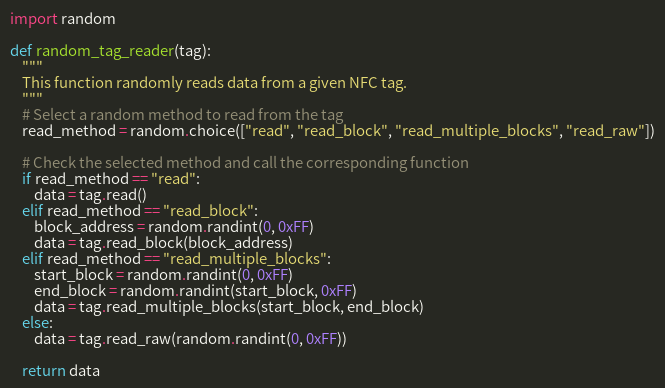 import random

def random_tag_reader(tag):
    """
    This function randomly reads data from a given NFC tag.
    """
    # Select a random method to read from the tag
    read_method = random.choice(["read", "read_block", "read_multiple_blocks", "read_raw"])

    # Check the selected method and call the corresponding function
    if read_method == "read":
        data = tag.read()
    elif read_method == "read_block":
        block_address = random.randint(0, 0xFF)
        data = tag.read_block(block_address)
    elif read_method == "read_multiple_blocks":
        start_block = random.randint(0, 0xFF)
        end_block = random.randint(start_block, 0xFF)
        data = tag.read_multiple_blocks(start_block, end_block)
    else:
        data = tag.read_raw(random.randint(0, 0xFF))

    return data